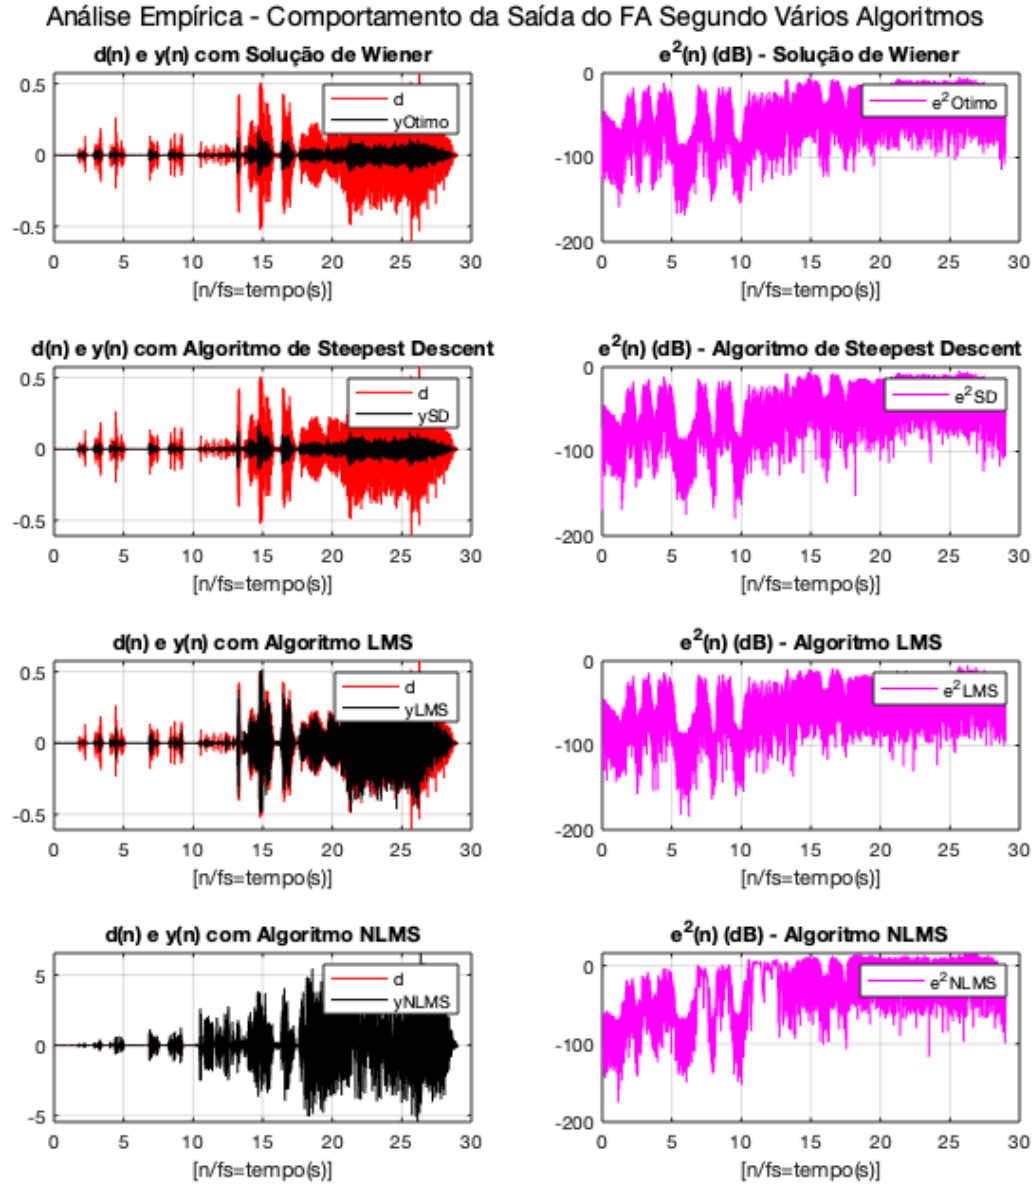 Análise Empírica - Comportamento da Saída do FA Segundo Vários Algoritmos
d(n) e y(n) com Solução de Wiener
0.5
0
-0.5
0 5 10 15 20 25 30
[n/fs=tempo(s)]
d
yOtimo
e²(n) (dB) - Solução de Wiener
0
-100
-200
0 5 10 15 20 25 30
[n/fs=tempo(s)]
e²Otimo
d(n) e y(n) com Algoritmo de Steepest Descent
0.5
0
-0.5
0 5 10 15 20 25 30
[n/fs=tempo(s)]
d
ySD
e²(n) (dB) - Algoritmo de Steepest Descent
0
-100
-200
0 5 10 15 20 25 30
[n/fs=tempo(s)]
e²SD
d(n) e y(n) com Algoritmo LMS
0.5
0
-0.5
0 5 10 15 20 25 30
[n/fs=tempo(s)]
d
yLMS
e²(n) (dB) - Algoritmo LMS
0
-100
-200
0 5 10 15 20 25 30
[n/fs=tempo(s)]
e²LMS
d(n) e y(n) com Algoritmo NLMS
5
0
-5
0 5 10 15 20 25 30
[n/fs=tempo(s)]
d
yNLMS
e²(n) (dB) - Algoritmo NLMS
0
-100
-200
0 5 10 15 20 25 30
[n/fs=tempo(s)]
e²NLMS